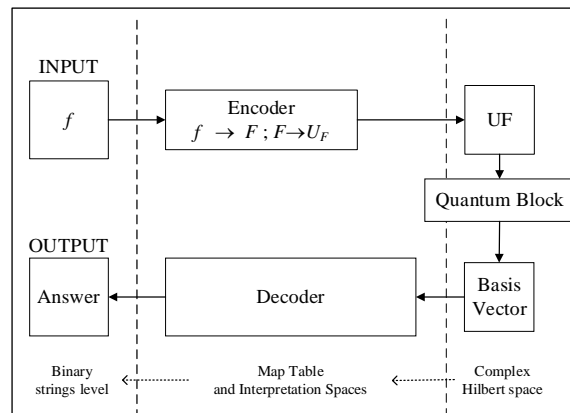 INPUT
f
Encoder
f → F ; F→U_F
UF
Quantum Block
OUTPUT
Answer
Decoder
Basis
Vector
Binary
strings level
Map Table
and Interpretation Spaces
Complex
Hilbert space